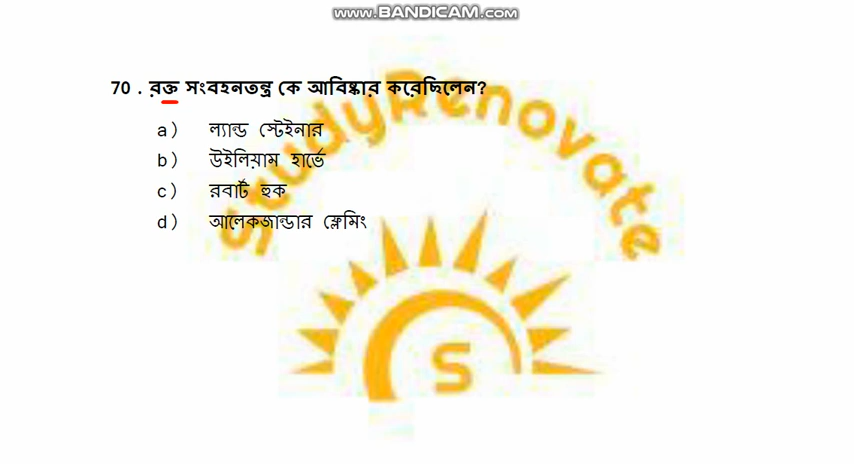 www.BANDICAM.com
70 . রক্ত সংবহনতন্ত্র কে আবিষ্কার করেছিলেন?
a) ল্যান্ড স্টেইনার
b) উইলিয়াম হার্ভে
c) রবার্ট হুক
d) আলেকজান্ডার ফ্লেমিং
StudyRenovate
S